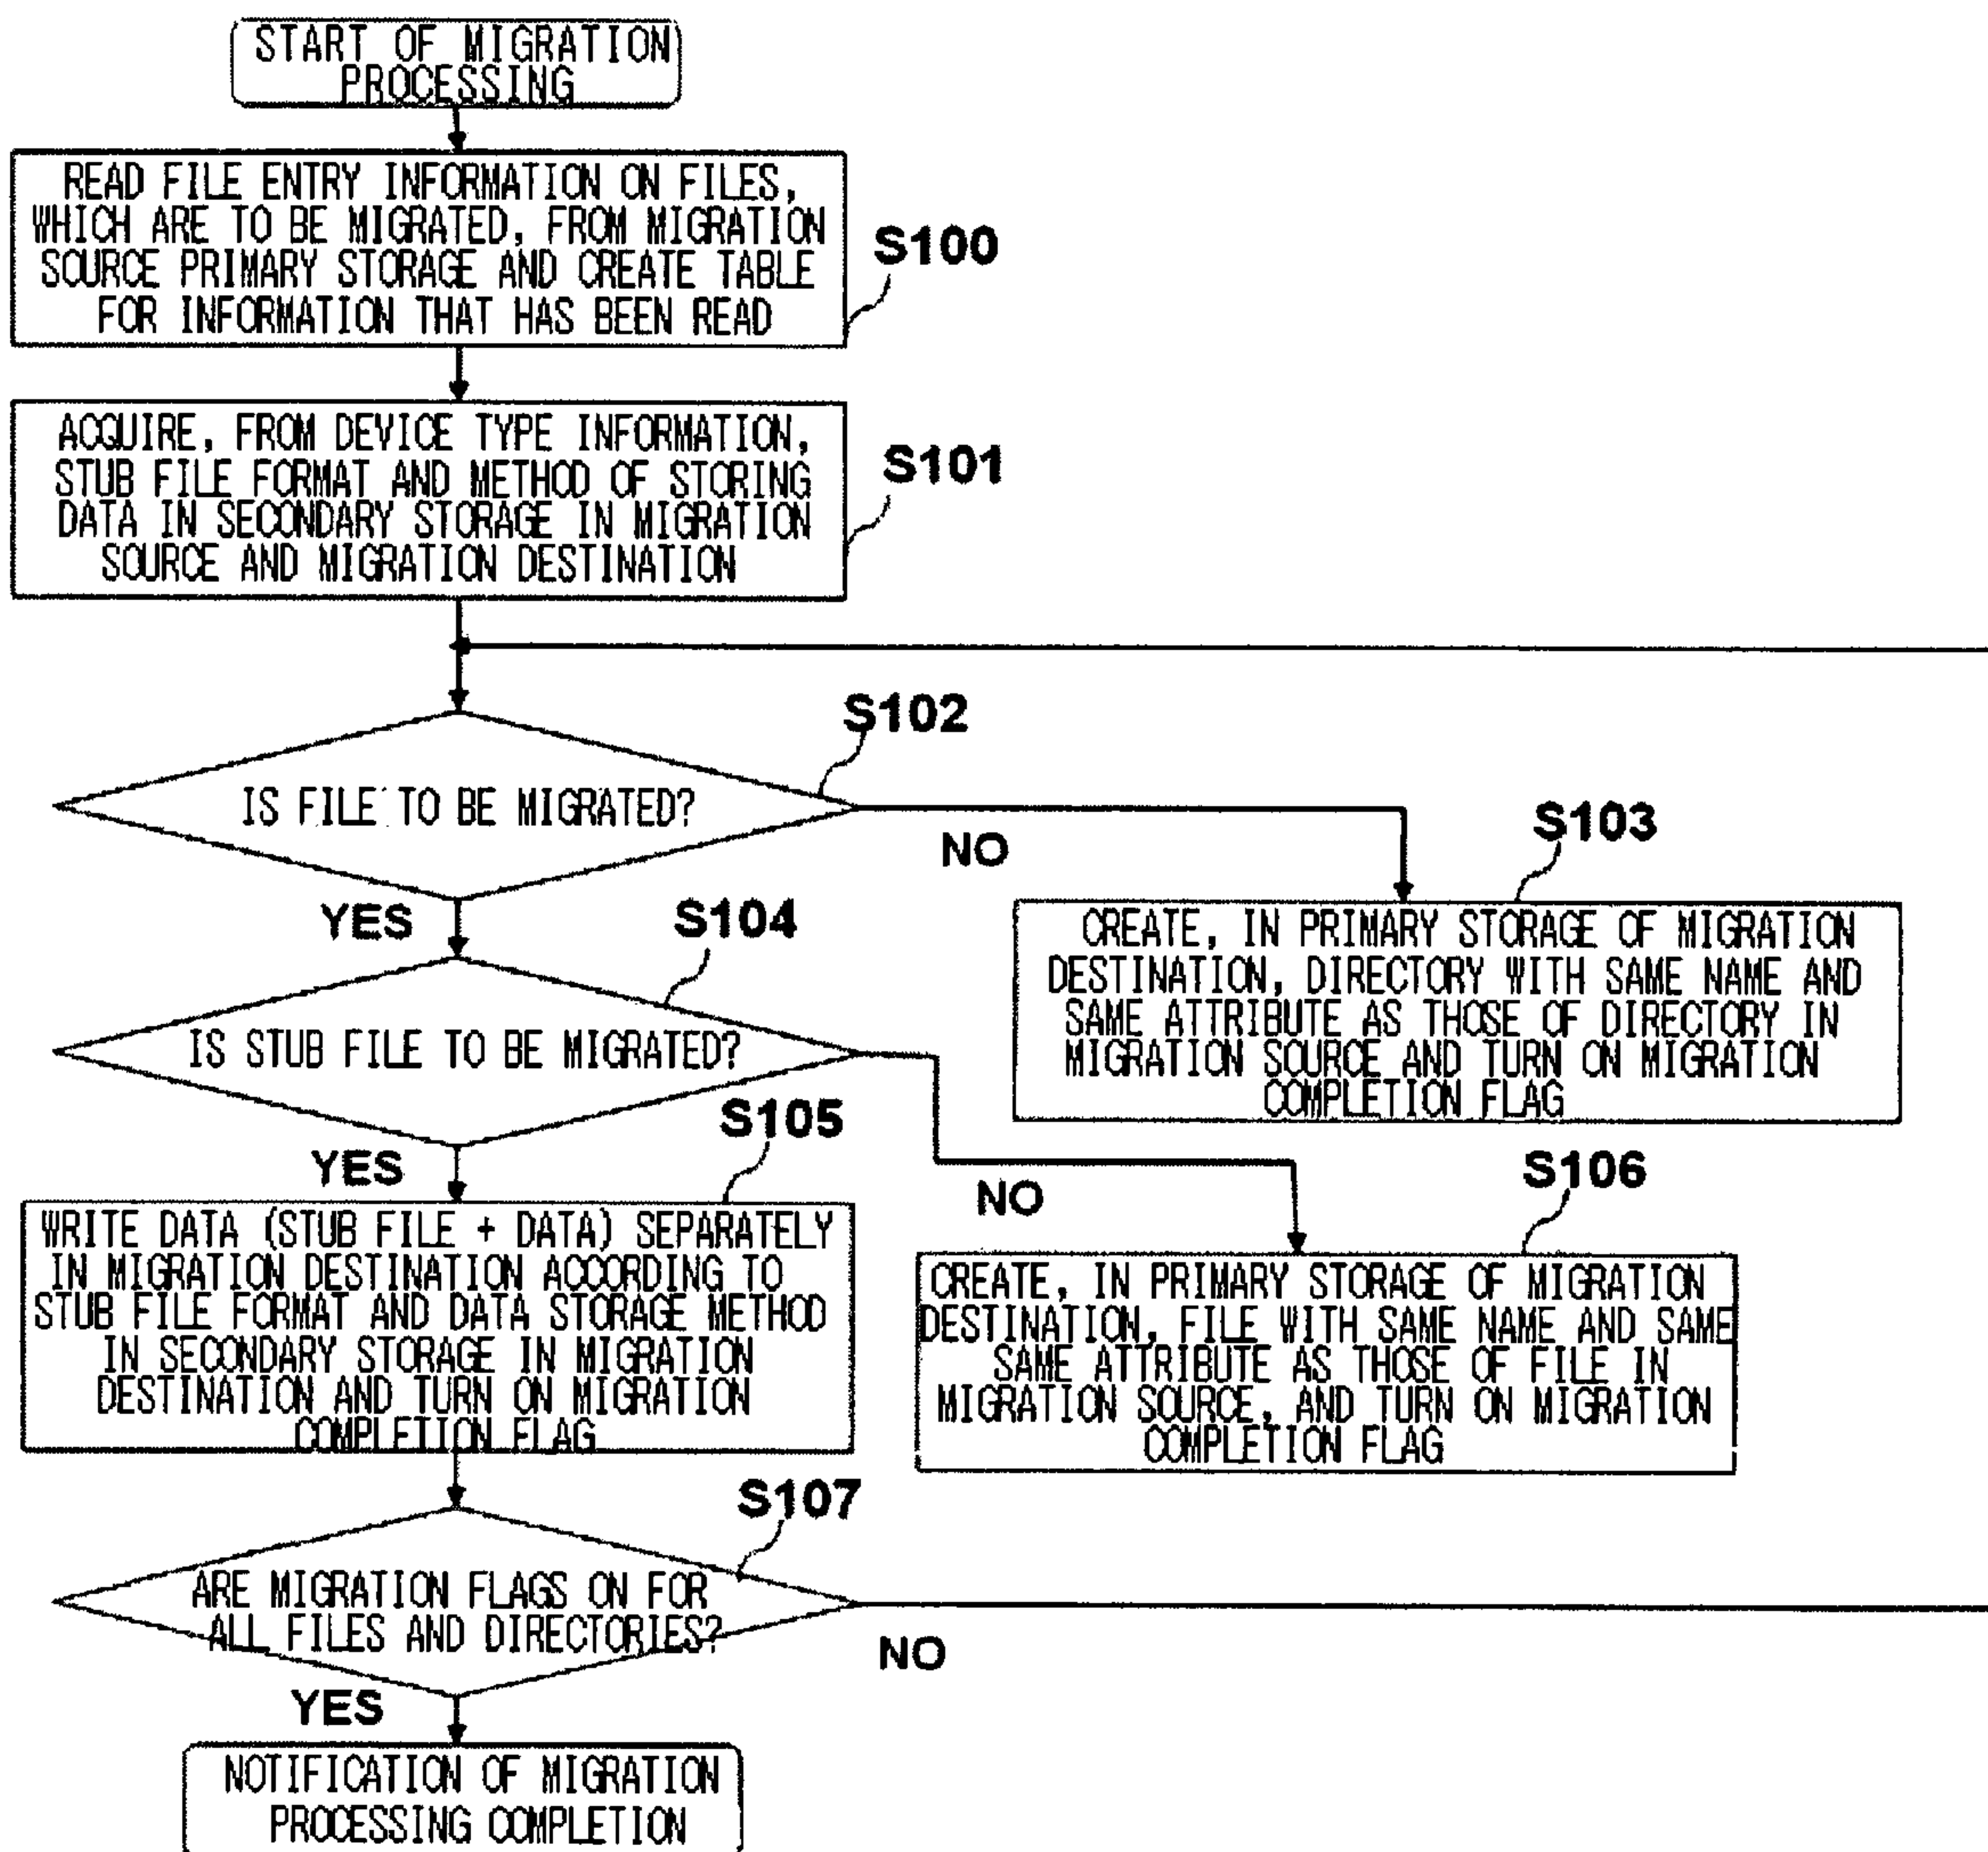 START OF MIGRATION
PROCESSING
READ FILE ENTRY INFORMATION ON FILES,
WHICH ARE TO BE MIGRATED, FROM MIGRATION
SOURCE PRIMARY STORAGE AND CREATE TABLE
FOR INFORMATION THAT HAS BEEN READ
S100
ACQUIRE, FROM DEVICE TYPE INFORMATION,
STUB FILE FORMAT AND METHOD OF STORING
DATA IN SECONDARY STORAGE IN MIGRATION
SOURCE AND MIGRATION DESTINATION
S101
S102
IS FILE TO BE MIGRATED?
NO
YES
S103
CREATE, IN PRIMARY STORAGE OF MIGRATION
DESTINATION, DIRECTORY WITH SAME NAME AND
SAME ATTRIBUTE AS THOSE OF DIRECTORY IN
MIGRATION SOURCE AND TURN ON MIGRATION
COMPLETION FLAG
S104
IS STUB FILE TO BE MIGRATED?
NO
YES
S105
WRITE DATA (STUB FILE + DATA) SEPARATELY
IN MIGRATION DESTINATION ACCORDING TO
STUB FILE FORMAT AND DATA STORAGE METHOD
IN SECONDARY STORAGE IN MIGRATION
DESTINATION AND TURN ON MIGRATION
COMPLETION FLAG
S106
CREATE, IN PRIMARY STORAGE OF MIGRATION
DESTINATION, FILE WITH SAME NAME AND SAME
SAME ATTRIBUTE AS THOSE OF FILE IN
MIGRATION SOURCE, AND TURN ON MIGRATION
COMPLETION FLAG
S107
ARE MIGRATION FLAGS ON FOR
ALL FILES AND DIRECTORIES?
NO
YES
NOTIFICATION OF MIGRATION
PROCESSING COMPLETION